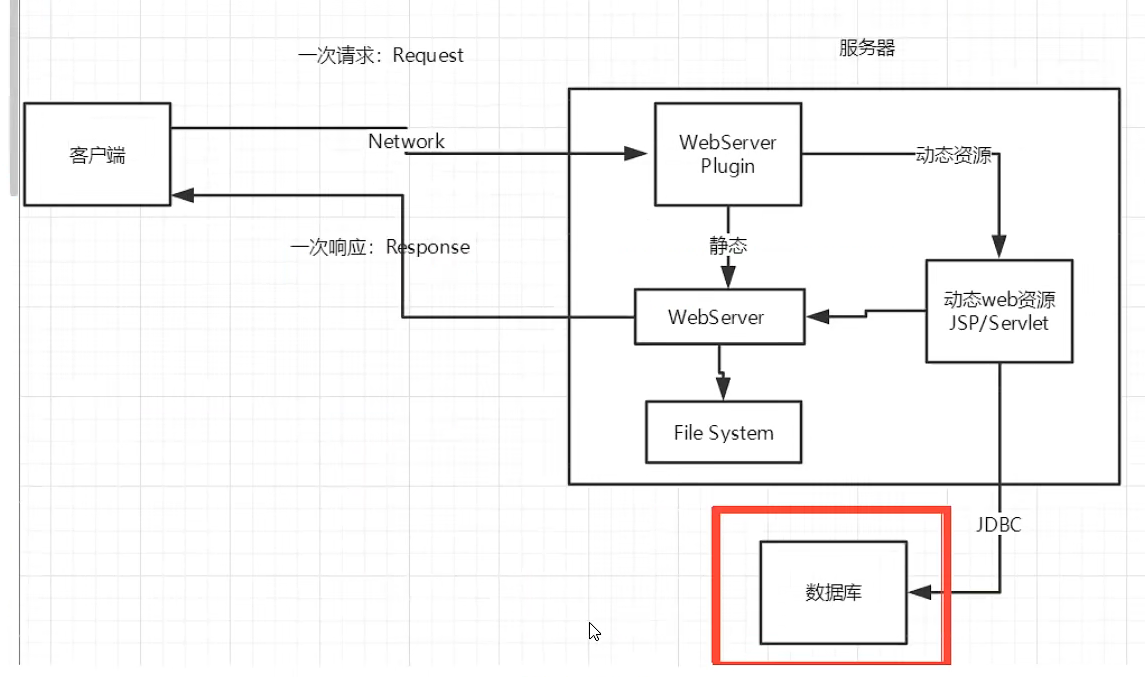 一次请求：Request
服务器
客户端
Network
WebServer
Plugin
动态资源
一次响应：Response
静态
WebServer
动态web资源
JSP/Servlet
File System
JDBC
数据库